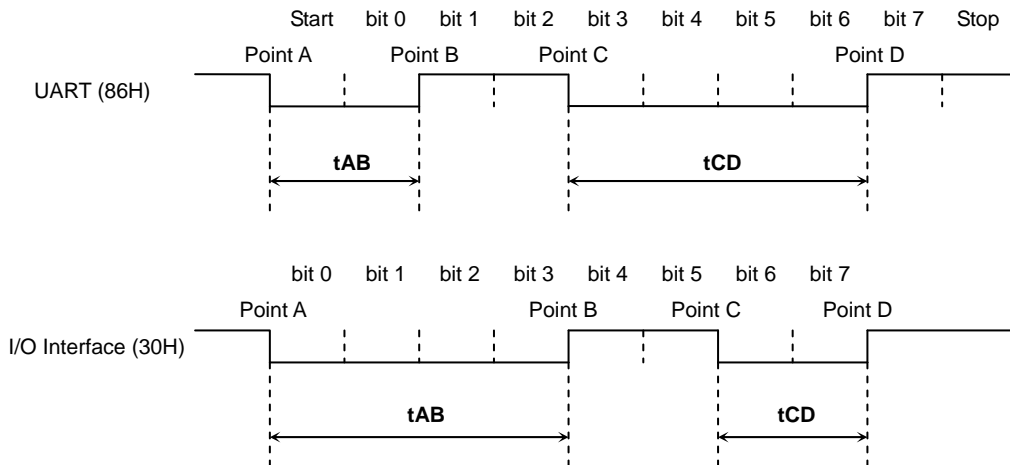 Start bit 0 bit 1 bit 2 bit 3 bit 4 bit 5 bit 6 bit 7 Stop
Point A Point B Point C Point D
UART (86H)
tAB tCD
bit 0 bit 1 bit 2 bit 3 bit 4 bit 5 bit 6 bit 7
Point A Point B Point C Point D
I/O Interface (30H)
tAB tCD